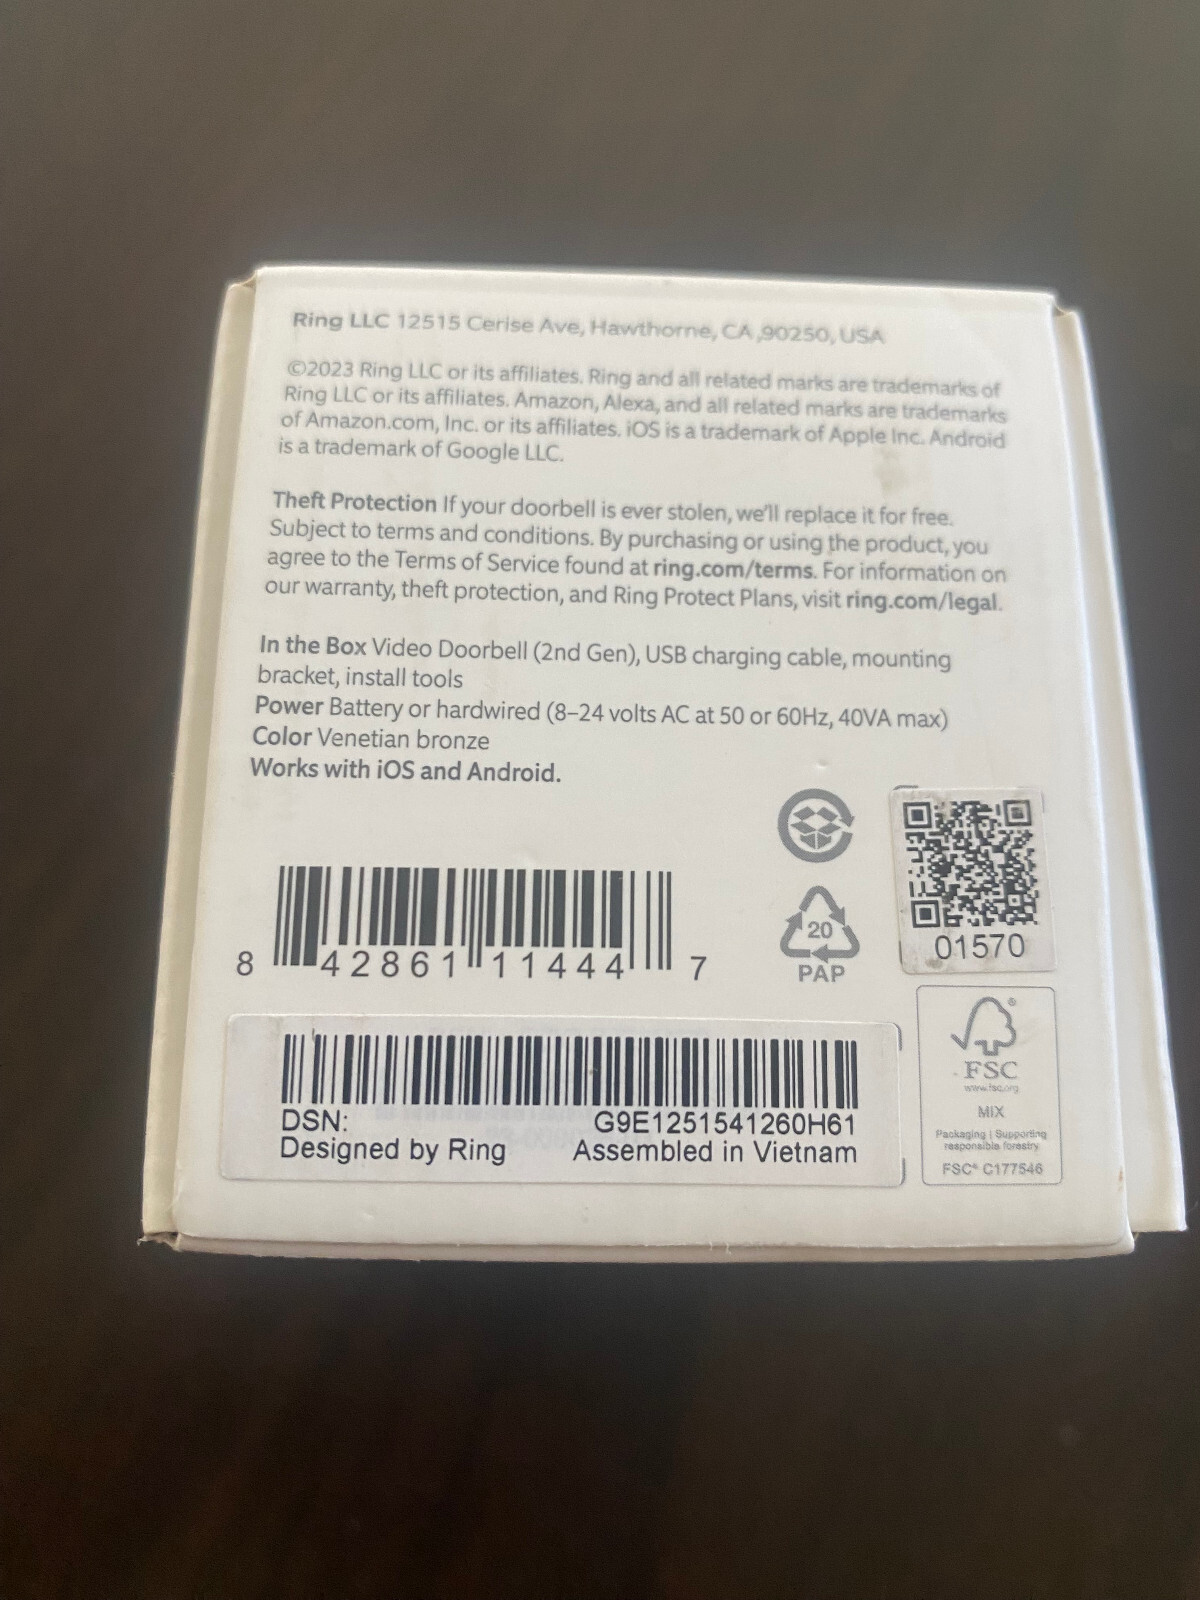 Ring LLC 12515 Cerise Ave, Hawthorne, CA ,90250, USA
©2023 Ring LLC or its affiliates. Ring and all related marks are trademarks of
Ring LLC or its affiliates. Amazon, Alexa, and all related marks are trademarks
of Amazon.com, Inc. or its affiliates. iOS is a trademark of Apple Inc. Android
is a trademark of Google LLC.
Theft Protection If your doorbell is ever stolen, we'll replace it for free.
Subject to terms and conditions. By purchasing or using the product, you
agree to the Terms of Service found at ring.com/terms. For information on
our warranty, theft protection, and Ring Protect Plans, visit ring.com/legal.
In the Box Video Doorbell (2nd Gen), USB charging cable, mounting
bracket, install tools
Power Battery or hardwired (8–24 volts AC at 50 or 60Hz, 40VA max)
Color Venetian bronze
Works with iOS and Android.
8 42861 11444 7
20
PAP
01570
DSN: G9E1251541260H61
Designed by Ring Assembled in Vietnam
FSC®
www.fsc.org
MIX
Packaging | Supporting
responsible forestry
FSC® C177546